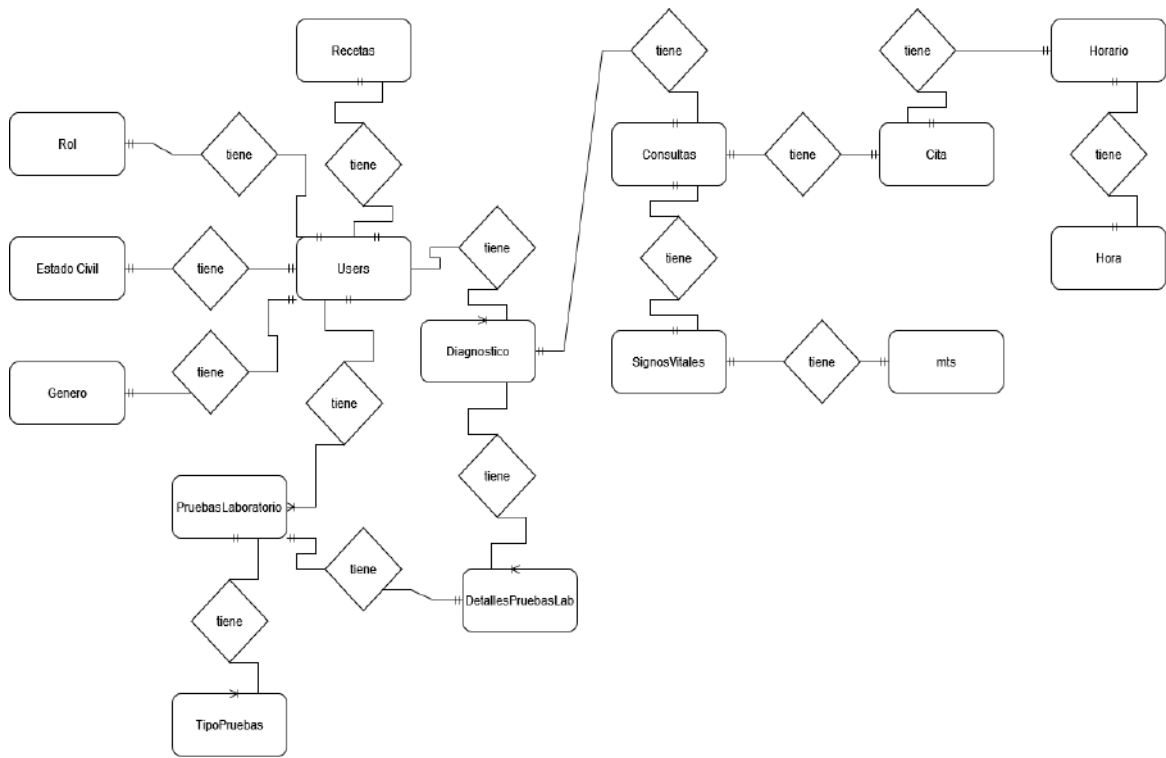 Recetas
tiene
tiene
Horario
Rol
tiene
tiene
Consultas
tiene
Cita
tiene
Estado Civil
tiene
Users
tiene
tiene
Hora
Genero
tiene
Diagnostico
SignosVitales
tiene
mts
tiene
tiene
PruebasLaboratorio
tiene
DetallesPruebasLab
tiene
TipoPruebas